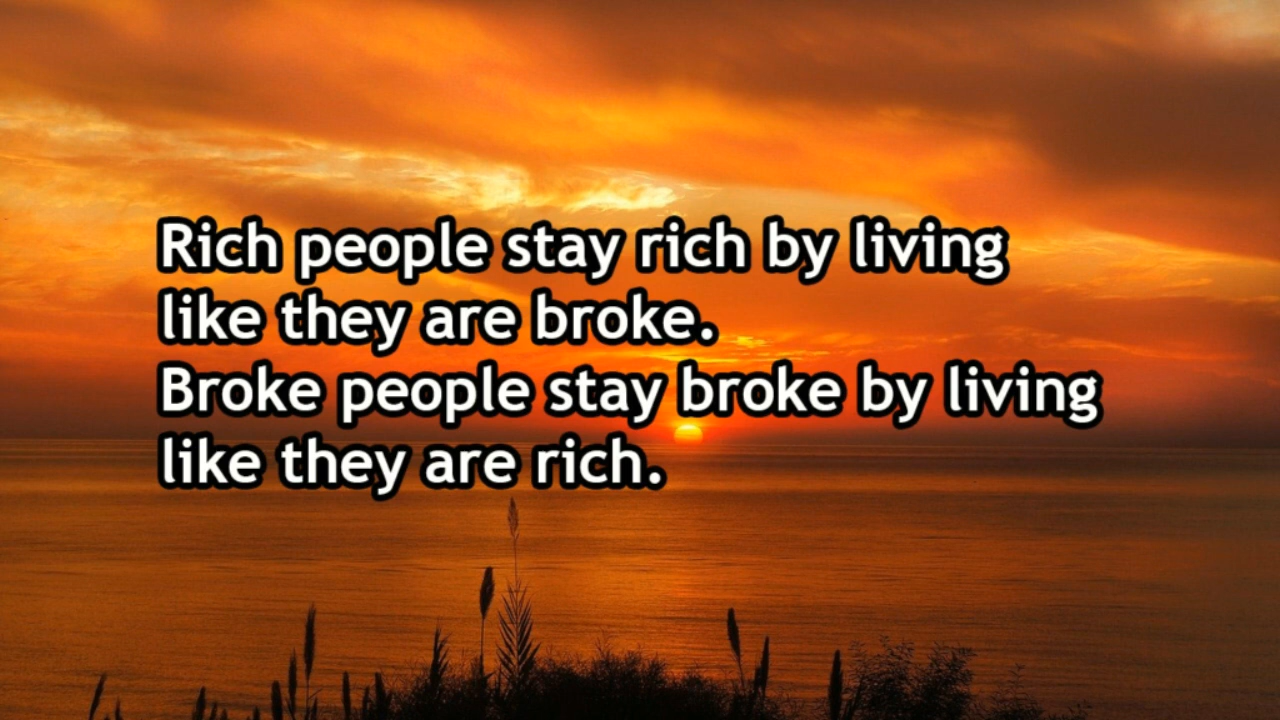 Rich people stay rich by living
like they are broke.
Broke people stay broke by living
like they are rich.